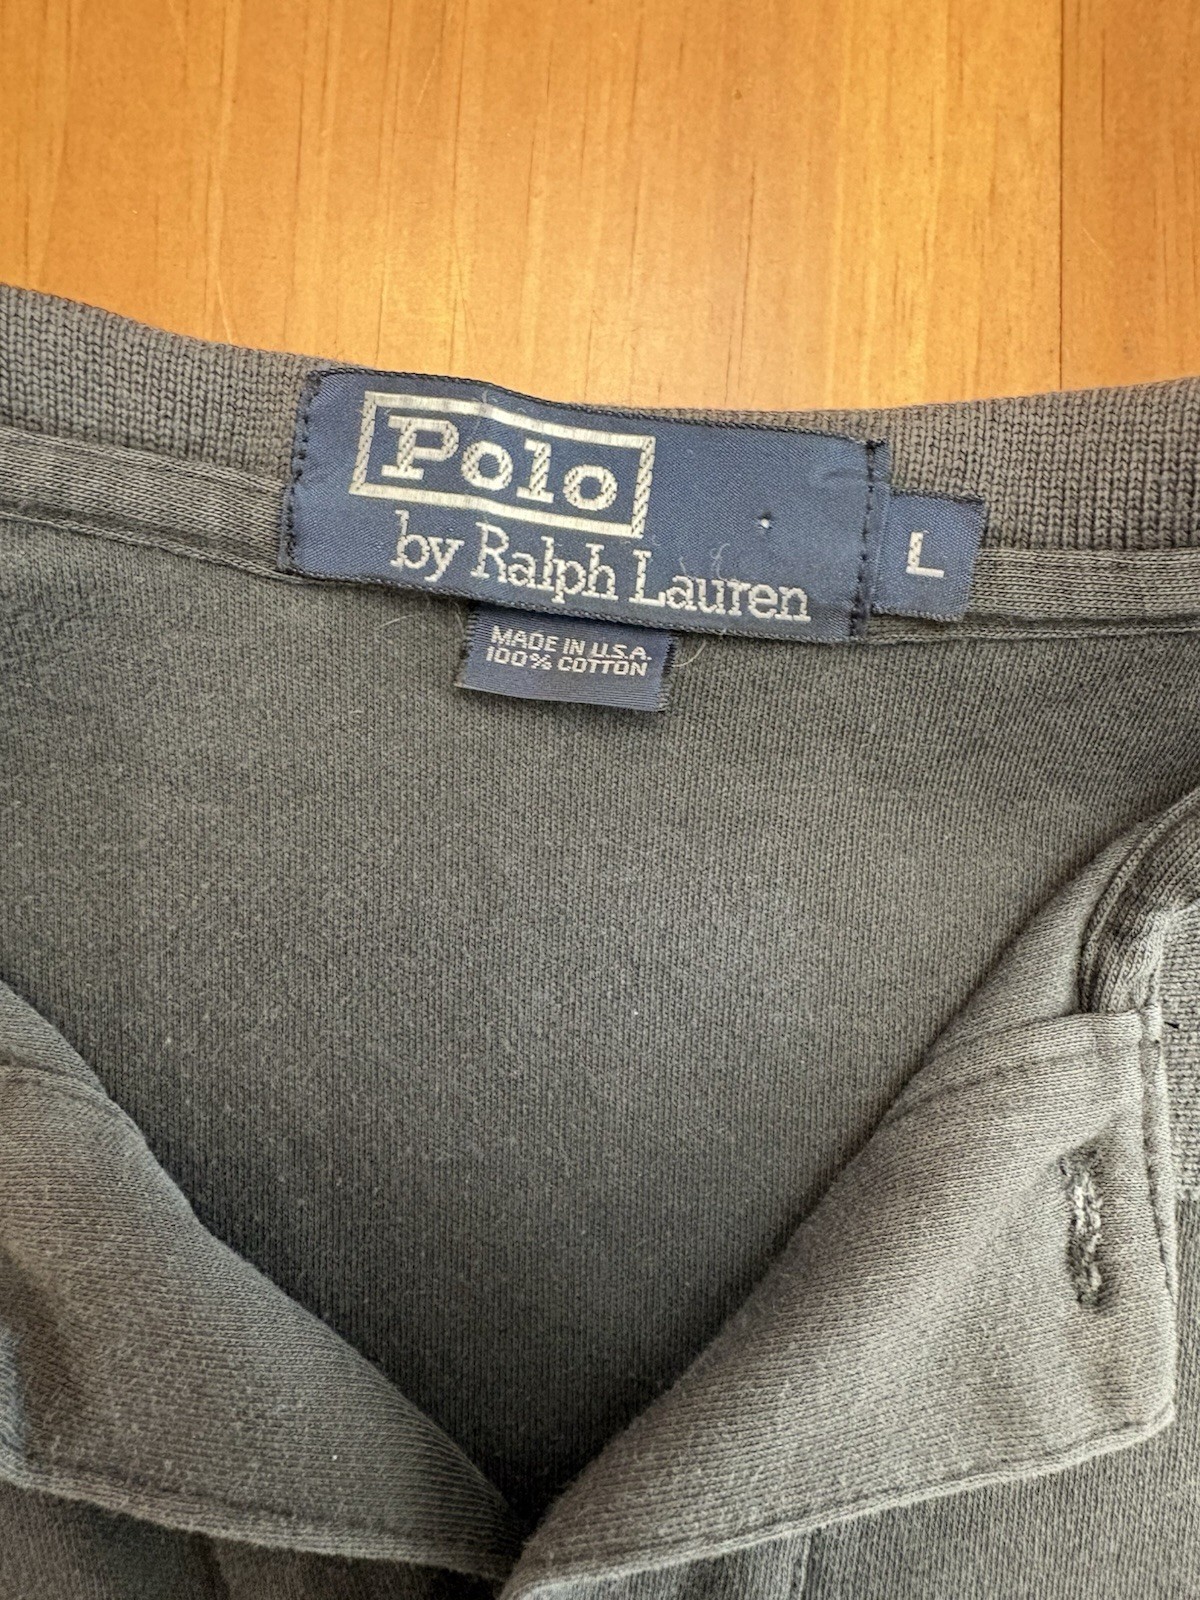 Polo
by Ralph Lauren
L
MADE IN U.S.A.
100% COTTON